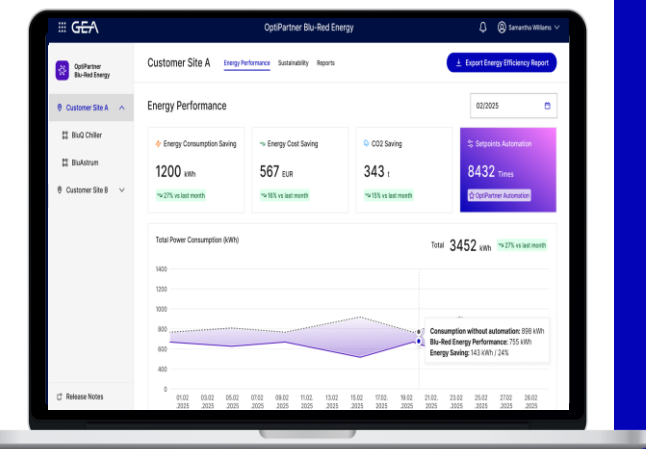 GEA
OptiPartner Blu-Red Energy
Samantha Williams
OptiPartner
Blu-Red Energy
Customer Site A
Energy Performance
Sustainability
Reports
Export Energy Efficiency Report
Customer Site A
BluQ Chiller
BluAstrum
Customer Site B
Release Notes
Energy Performance
02/2025
Energy Consumption Saving
1200 kWh
27% vs last month
Energy Cost Saving
567 EUR
16% vs last month
CO2 Saving
343 t
15% vs last month
Setpoints Automation
8432 Times
OptiPartner Automation
Total Power Consumption (kWh)
Total 3452 kWh 27% vs last month
1400
1200
1000
800
600
400
0
Consumption without automation: 898 kWh
Blu-Red Energy Performance: 755 kWh
Energy Saving: 143 kWh / 24%
01.02 03.02 05.02 07.02 09.02 11.02. 13.02 15.02 17.02. 19.02 21.02. 23.02 25.02 27.02 28.02
.2025 .2025 .2025 .2025 .2025 .2025 .2025 .2025 .2025 .2025 .2025 .2025 .2025 .2025 .2025